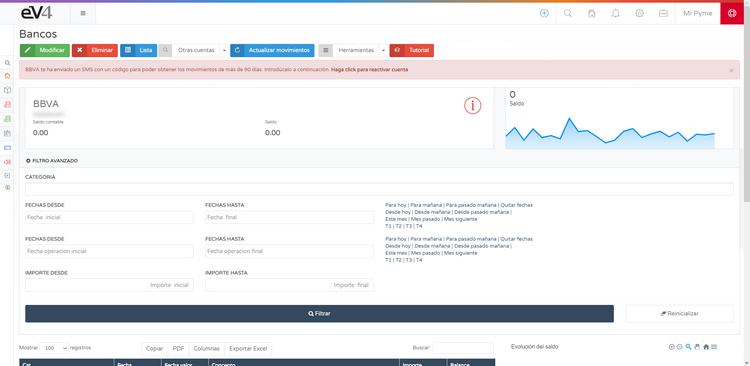 eV4
Mi Pyme
Bancos
Modificar
Eliminar
Lista
Otras cuentas
Actualizar movimientos
Herramientas
Tutorial
BBVA te ha enviado un SMS con un código para poder obtener los movimientos de más de 90 días. Introdúcelo a continuación. Haga click para reactivar cuenta
BBVA
Saldo contable
Saldo
0.00
0.00
0
Saldo
FILTRO AVANZADO
CATEGORIA
FECHAS DESDE
FECHAS HASTA
Fecha inicial
Fecha final
Para hoy | Para mañana | Para pasado mañana | Quitar fechas
Desde hoy | Desde mañana | Desde pasado mañana |
Este mes | Mes pasado | Mes siguiente
T1 | T2 | T3 | T4
FECHAS DESDE
FECHAS HASTA
Fecha operacion inicial
Fecha operacion final
Para hoy | Para mañana | Para pasado mañana | Quitar fechas
Desde hoy | Desde mañana | Desde pasado mañana |
Este mes | Mes pasado | Mes siguiente
T1 | T2 | T3 | T4
IMPORTE DESDE
IMPORTE HASTA
Importe inicial
Importe final
Filtrar
Reinicializar
Mostrar 100 registros
Copiar
PDF
Columnas
Exportar Excel
Buscar:
Evolución del saldo
Cat.
Fecha
Fecha valor
Concepto
Importe
Balance